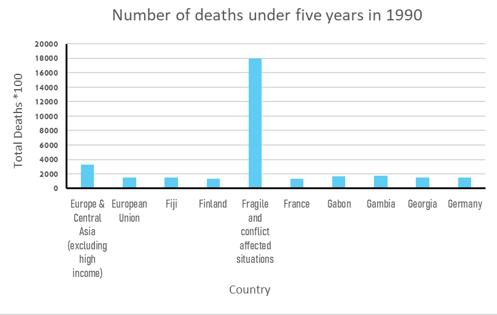 Number of deaths under five years in 1990
Total Deaths *100
20000
18000
16000
14000
12000
10000
8000
6000
4000
2000
0
Europe &
Central
Asia
(excluding
high
income)
European
Union
Fiji
Finland
Fragile
and
conflict
affected
situations
France
Gabon
Gambia
Georgia
Germany
Country